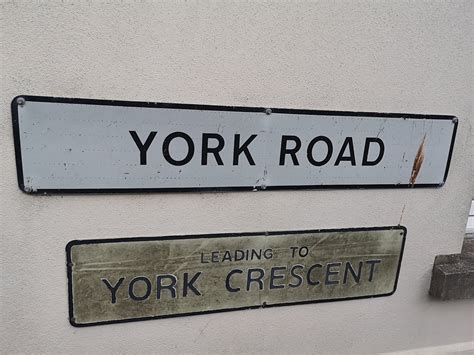 YORK ROAD
LEADING TO
YORK CRESCENT